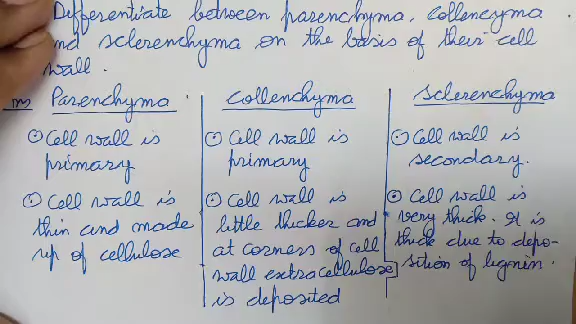 Differentiate between parenchyma, collencyma
nd sclerenchyma on the basis of their cell
wall.
Parenchyma
Cell wall is
primary
Cell wall is
thin and made
up of cellulose
Collenchyma
Cell wall is
primary
Cell wall is
little thicker and
at corners of cell
wall extra cellulose
is deposited
Sclerenchyma
Cell wall is
secondary.
Cell wall is
very thick. It is
thick due to depo-
sition of lignin.